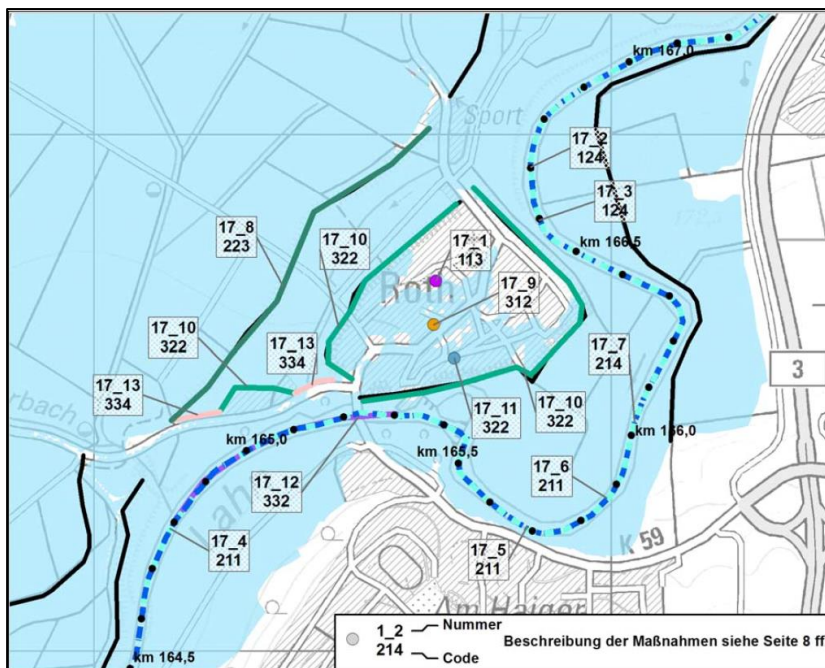 km 167,0
Sport
17_2
124
17_3
124
17_8
223
17_10
322
17_1
113
km 166,5
17_9
312
Roth
17_10
322
17_13
334
17_7
214
3
17_13
334
17_11
322
17_10
322
km 165,0
km 165,5
km 166,0
17_12
332
17_6
211
17_4
211
17_5
211
K 59
Am Haiger
km 164,5
1_2
214
Nummer
Code
Beschreibung der Maßnahmen siehe Seite 8 ff